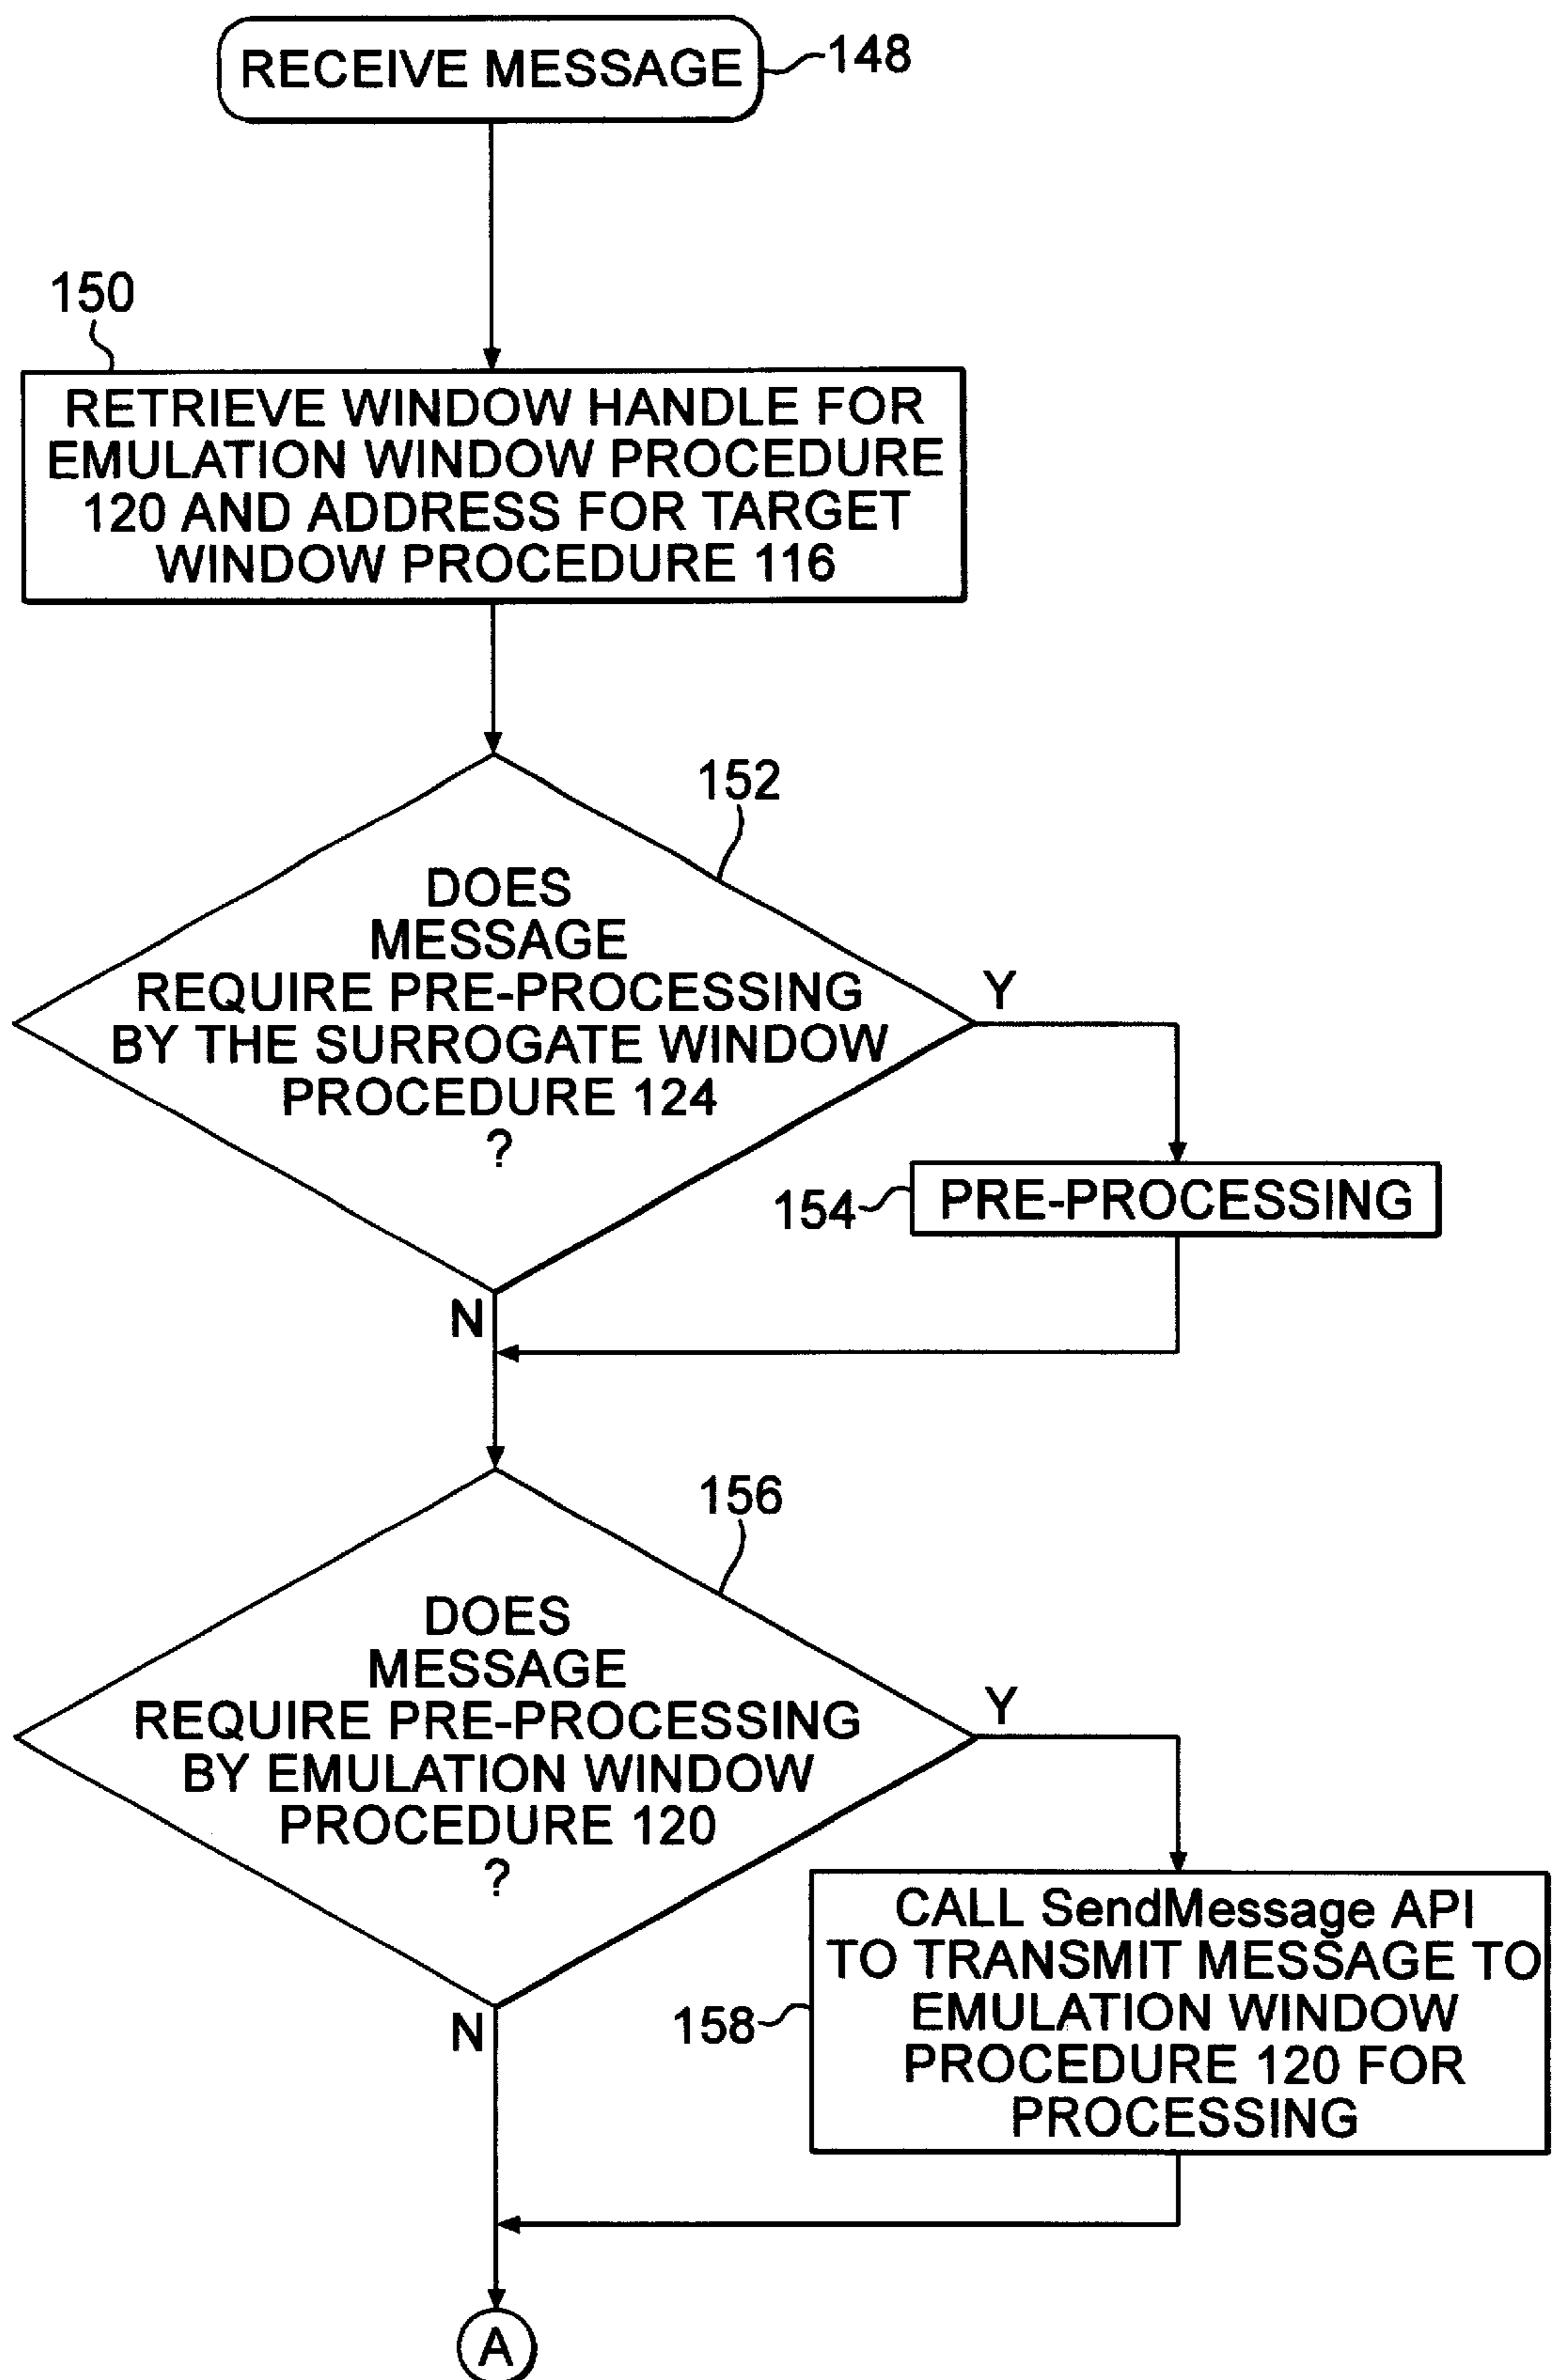 RECEIVE MESSAGE
148
150
RETRIEVE WINDOW HANDLE FOR
EMULATION WINDOW PROCEDURE
120 AND ADDRESS FOR TARGET
WINDOW PROCEDURE 116
152
DOES
MESSAGE
REQUIRE PRE-PROCESSING
BY THE SURROGATE WINDOW
PROCEDURE 124
?
Y
154
PRE-PROCESSING
N
156
DOES
MESSAGE
REQUIRE PRE-PROCESSING
BY EMULATION WINDOW
PROCEDURE 120
?
Y
158
CALL SendMessage API
TO TRANSMIT MESSAGE TO
EMULATION WINDOW
PROCEDURE 120 FOR
PROCESSING
N
A